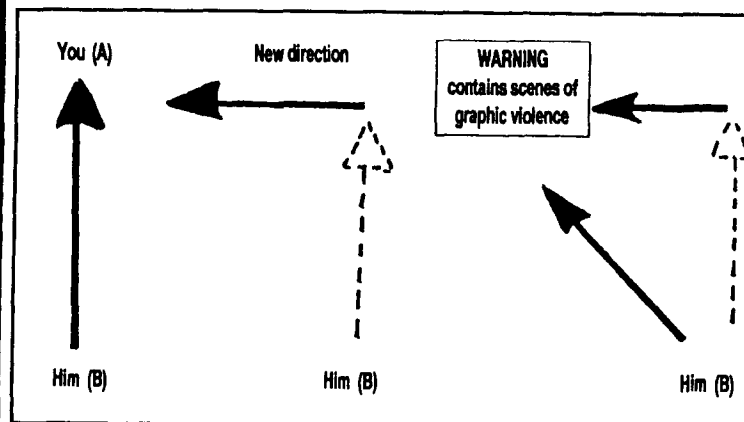 You (A)
New direction
WARNING
contains scenes of
graphic violence
Him (B)
Him (B)
Him (B)